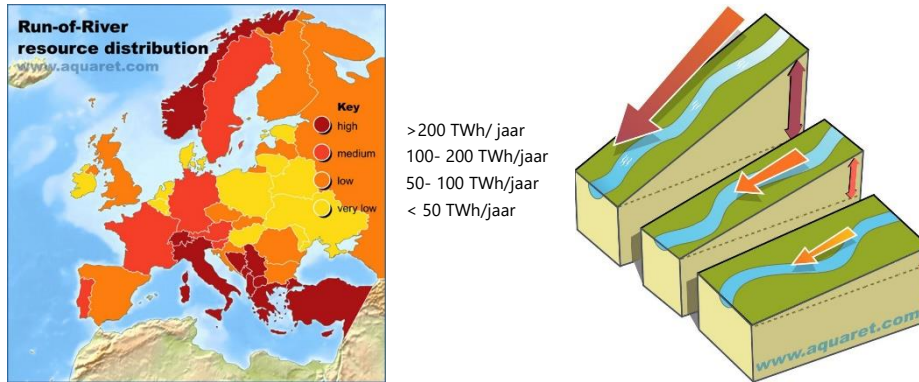 Run-of-River
resource distribution
www.aquaret.com
Key
high
medium
low
very low
>200 TWh/ jaar
100- 200 TWh/jaar
50- 100 TWh/jaar
< 50 TWh/jaar
www.aquaret.com